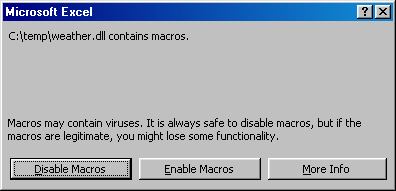 Microsoft Excel
C:\temp\weather.dll contains macros.
Macros may contain viruses. It is always safe to disable macros, but if the
macros are legitimate, you might lose some functionality.
Disable Macros
Enable Macros
More Info